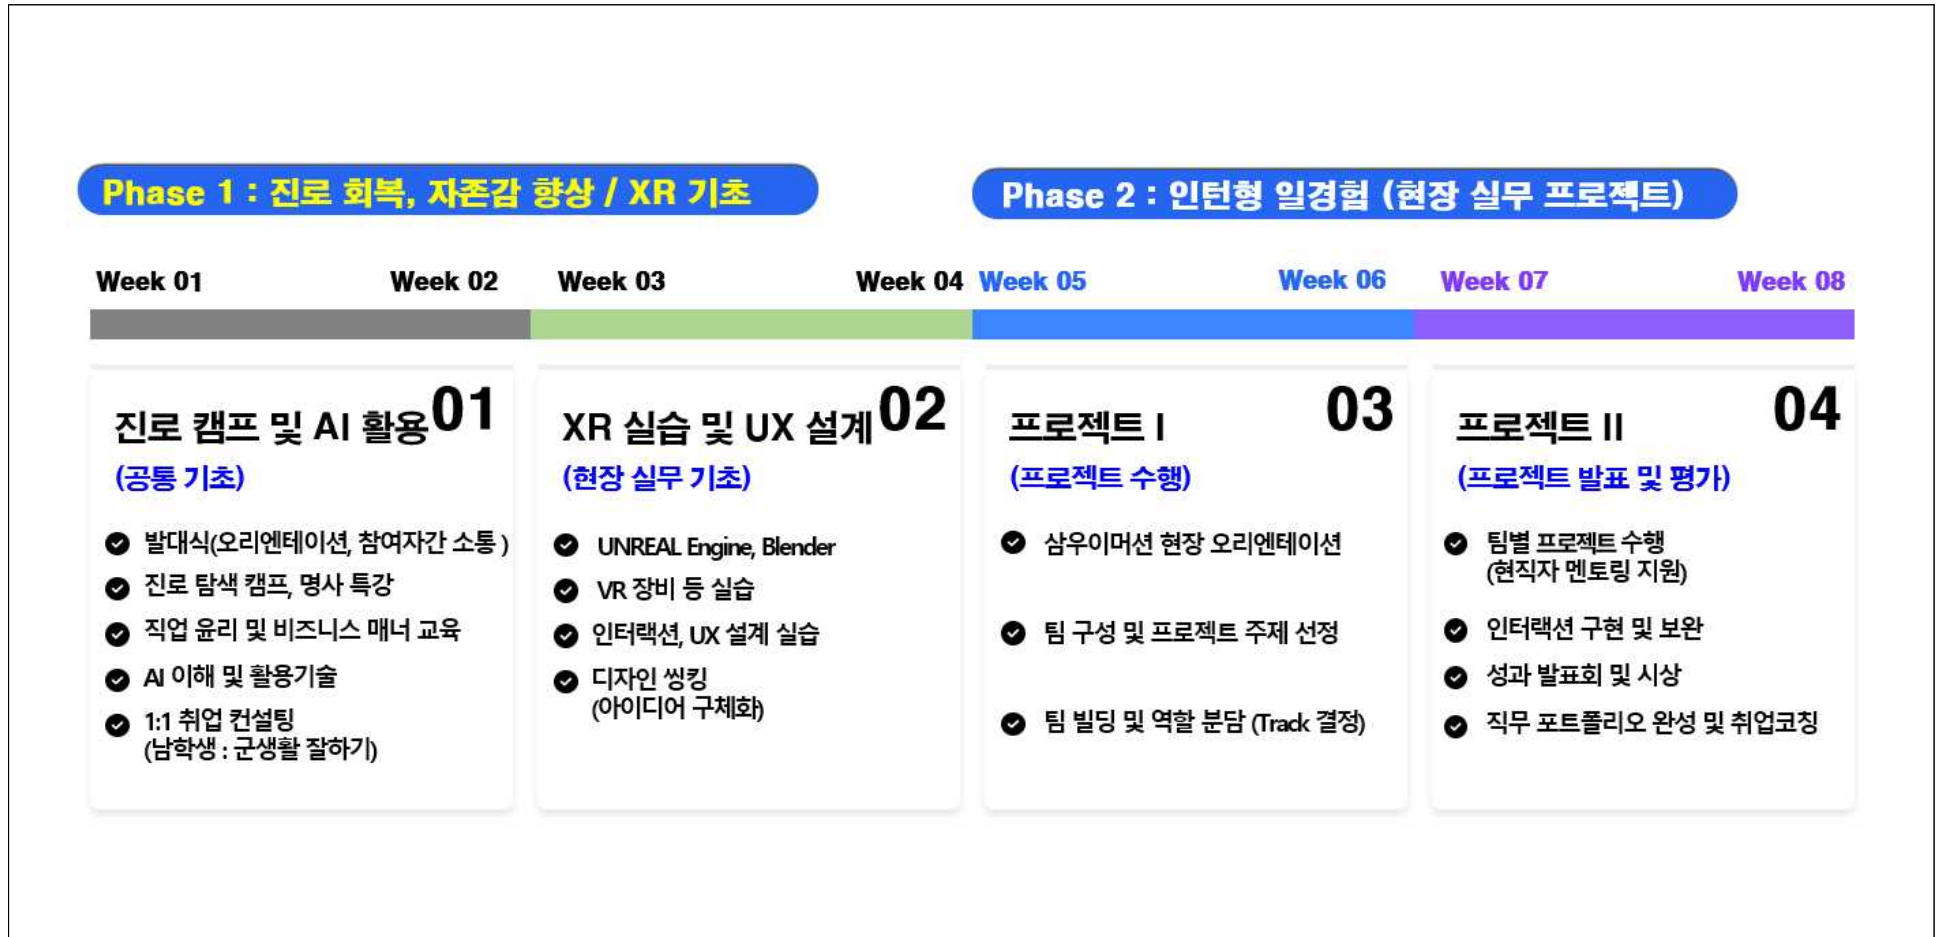 Phase 1 : 진로 회복, 자존감 향상 / XR 기초
Phase 2 : 인턴형 일경험 (현장 실무 프로젝트)
Week 01
Week 02
Week 03
Week 04
Week 05
Week 06
Week 07
Week 08
진로 캠프 및 AI 활용 01
(공통 기초)
발대식(오리엔테이션, 참여자간 소통 )
진로 탐색 캠프, 명사 특강
직업 윤리 및 비즈니스 매너 교육
AI 이해 및 활용기술
1:1 취업 컨설팅
(남학생 : 군생활 잘하기)
XR 실습 및 UX 설계 02
(현장 실무 기초)
UNREAL Engine, Blender
VR 장비 등 실습
인터랙션, UX 설계 실습
디자인 씽킹
(아이디어 구체화)
프로젝트 I 03
(프로젝트 수행)
삼우이머션 현장 오리엔테이션
팀 구성 및 프로젝트 주제 선정
팀 빌딩 및 역할 분담 (Track 결정)
프로젝트 II 04
(프로젝트 발표 및 평가)
팀별 프로젝트 수행
(현직자 멘토링 지원)
인터랙션 구현 및 보완
성과 발표회 및 시상
직무 포트폴리오 완성 및 취업코칭